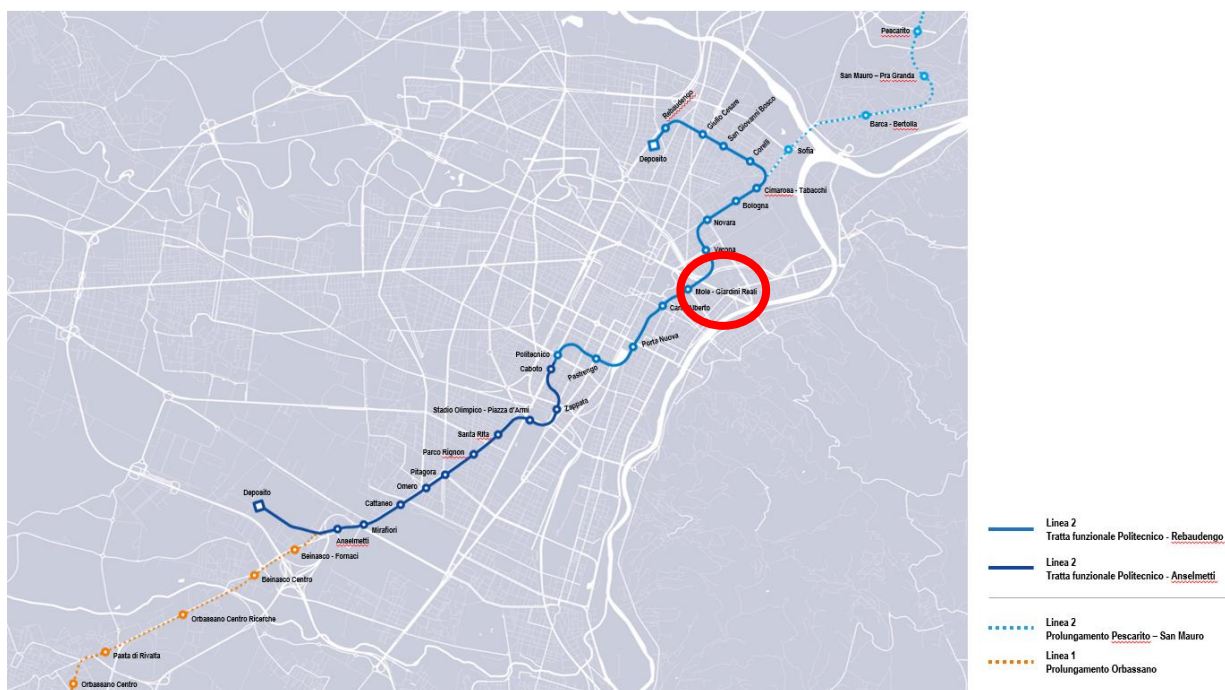 Pescarito
San Mauro – Pra Granda
Barca - Bertolla
Sofia
Rebaudengo
Giulio Cesare
San Giovanni Bosco
Corelli
Deposito
Cimarosa - Tabacchi
Bologna
Novara
Verona
Mole - Giardini Reali
Carlo Alberto
Porta Nuova
Pastrengo
Politecnico
Caboto
Zappata
Stadio Olimpico - Piazza d'Armi
Santa Rita
Parco Rignon
Pitagora
Omero
Cattaneo
Mirafiori
Anselmetti
Deposito
Beinasco - Fornaci
Beinasco Centro
Orbassano Centro Ricerche
Pasta di Rivalta
Orbassano Centro
Linea 2
Tratta funzionale Politecnico - Rebaudengo
Linea 2
Tratta funzionale Politecnico - Anselmetti
Linea 2
Prolungamento Pescarito – San Mauro
Linea 1
Prolungamento Orbassano